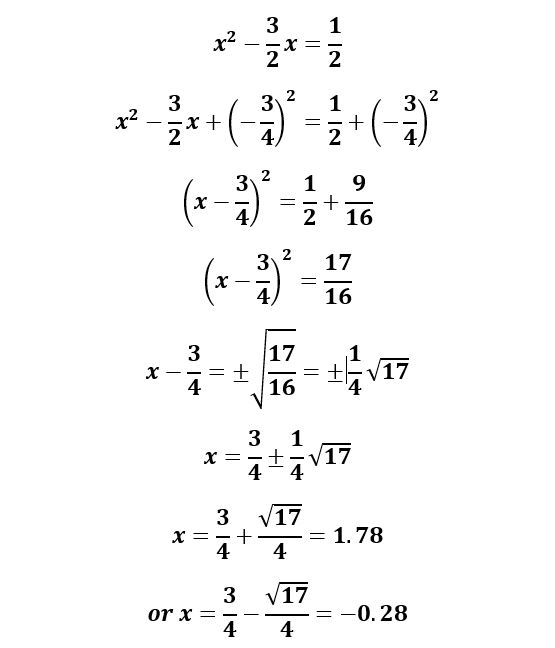 x² − 3/2 x = 1/2
x² − 3/2 x + (− 3/4)² = 1/2 + (− 3/4)²
(x − 3/4)² = 1/2 + 9/16
(x − 3/4)² = 17/16
x − 3/4 = ± √(17/16) = ± 1/4 √17
x = 3/4 ± 1/4 √17
x = 3/4 + √17/4 = 1.78
or x = 3/4 − √17/4 = −0.28